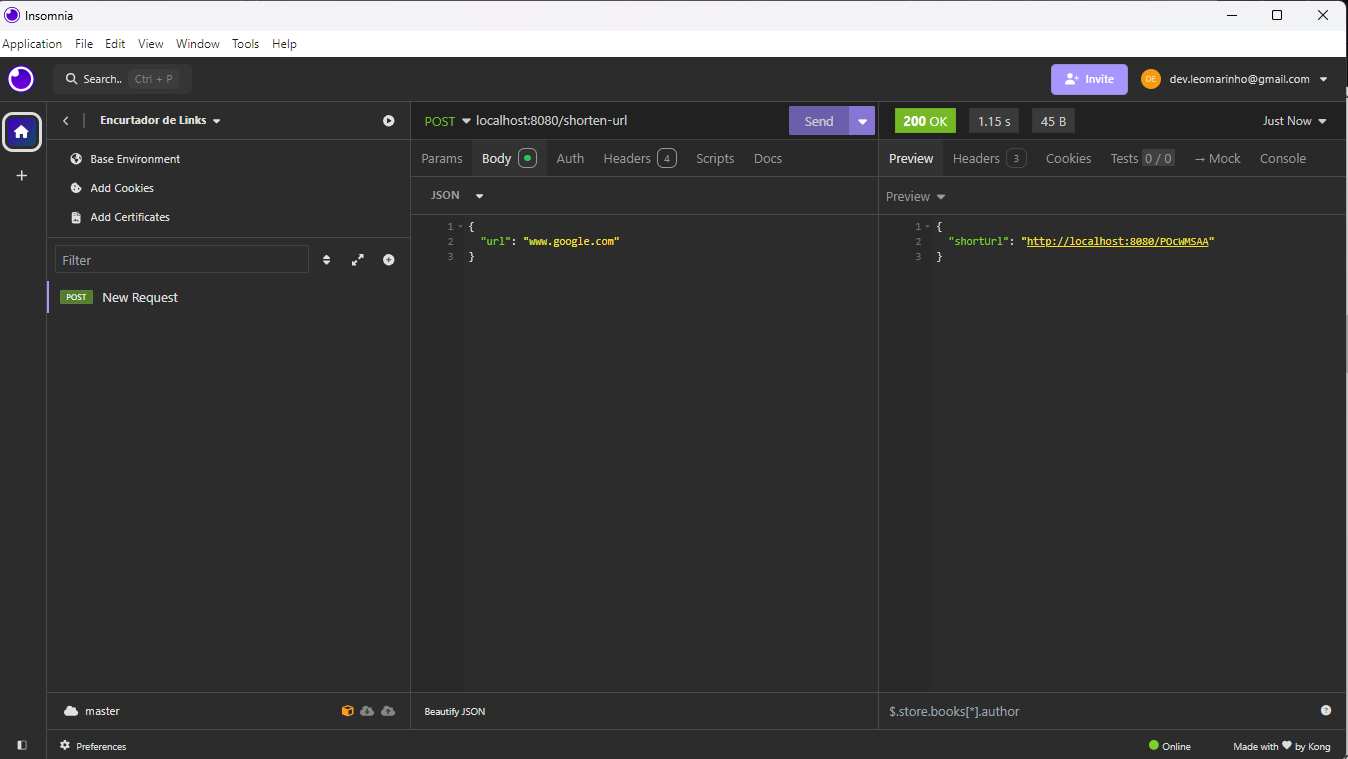 Insomnia
Application File Edit View Window Tools Help
Search.. Ctrl + P
Invite
DE dev.leomarinho@gmail.com
Encurtador de Links
POST localhost:8080/shorten-url
Send
200 OK 1.15 s 45 B
Just Now
Base Environment
Add Cookies
Add Certificates
Params Body Auth Headers 4 Scripts Docs
Preview Headers 3 Cookies Tests 0 / 0 → Mock Console
JSON
Preview
1 {
2 "url": "www.google.com"
3 }
1 {
2 "shortUrl": "http://localhost:8080/POcWMSAA"
3 }
Filter
POST New Request
master
Beautify JSON
$.store.books[*].author
Preferences
Online
Made with ♥ by Kong